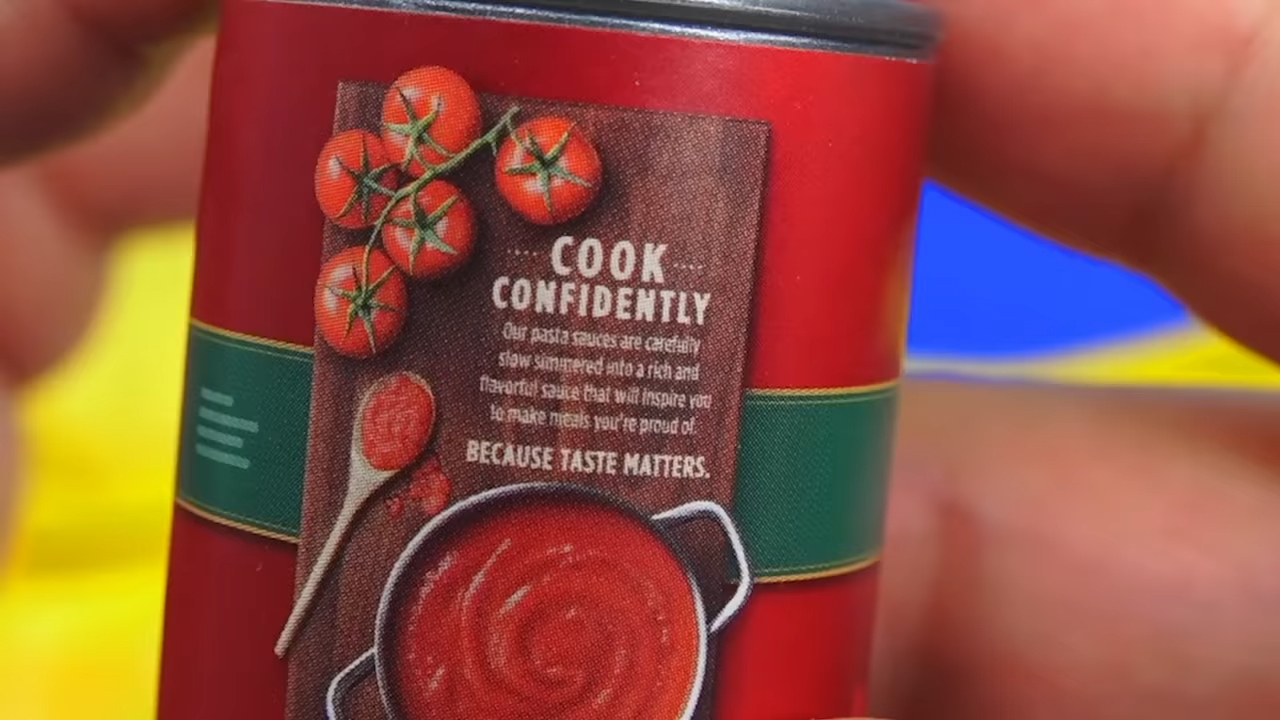 COOK
CONFIDENTLY
Our pasta sauces are carefully
slow simmered into a rich and
flavorful sauce that will inspire you
to make meals you're proud of.
BECAUSE TASTE MATTERS.